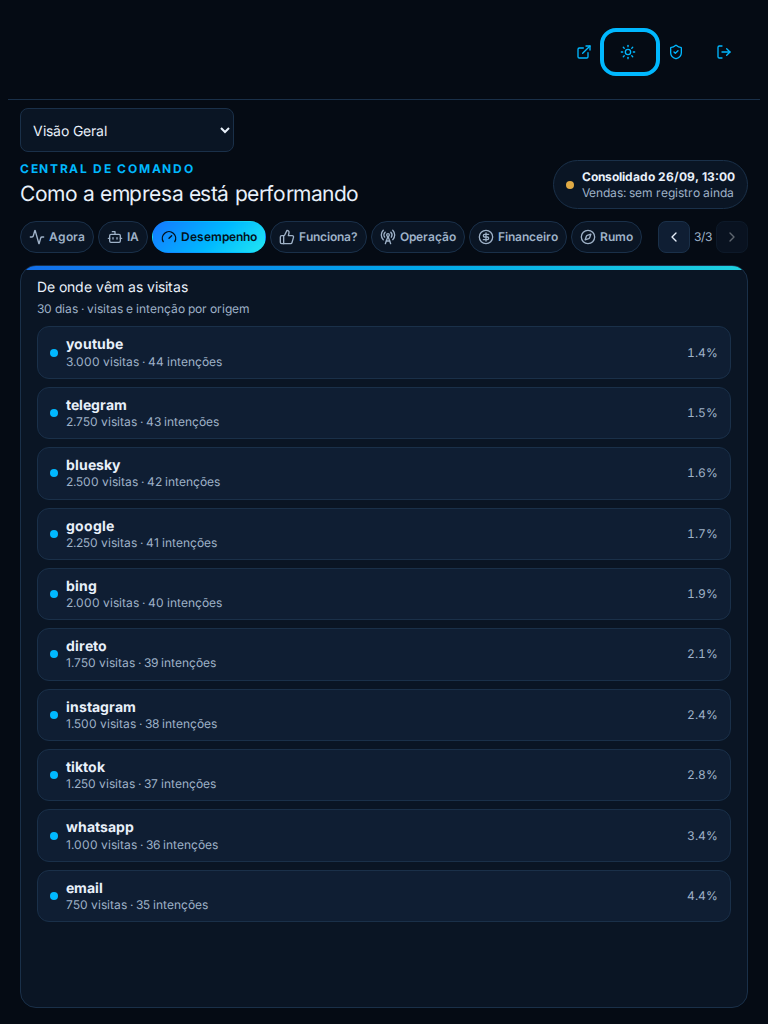 Visão Geral
CENTRAL DE COMANDO
Como a empresa está performando
Consolidado 26/09, 13:00
Vendas: sem registro ainda
Agora
IA
Desempenho
Funciona?
Operação
Financeiro
Rumo
3/3
De onde vêm as visitas
30 dias · visitas e intenção por origem
youtube
3.000 visitas · 44 intenções
1.4%
telegram
2.750 visitas · 43 intenções
1.5%
bluesky
2.500 visitas · 42 intenções
1.6%
google
2.250 visitas · 41 intenções
1.7%
bing
2.000 visitas · 40 intenções
1.9%
direto
1.750 visitas · 39 intenções
2.1%
instagram
1.500 visitas · 38 intenções
2.4%
tiktok
1.250 visitas · 37 intenções
2.8%
whatsapp
1.000 visitas · 36 intenções
3.4%
email
750 visitas · 35 intenções
4.4%